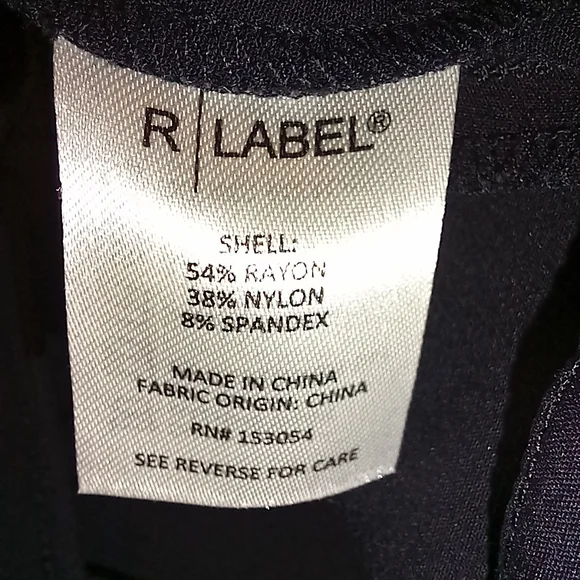 R | LABEL®
SHELL:
54% RAYON
38% NYLON
8% SPANDEX
MADE IN CHINA
FABRIC ORIGIN: CHINA
RN# 153054
SEE REVERSE FOR CARE